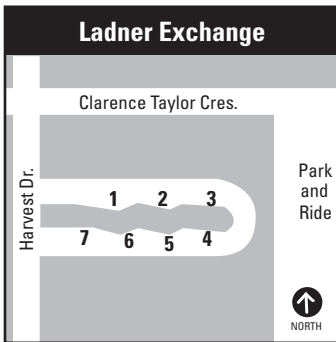 Ladner Exchange
Clarence Taylor Cres.
Harvest Dr.
Park
and
Ride
1 2 3
7 6 5 4
NORTH